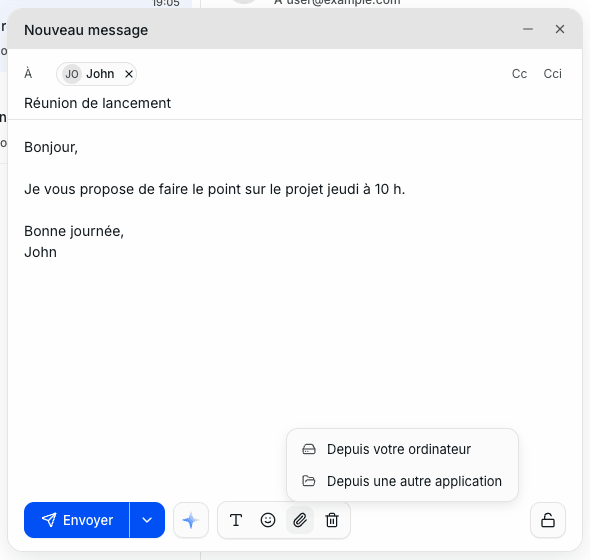 19:05
À user@example.com
Nouveau message
À JO John
Cc Cci
Réunion de lancement
Bonjour,
Je vous propose de faire le point sur le projet jeudi à 10 h.
Bonne journée,
John
Depuis votre ordinateur
Depuis une autre application
Envoyer